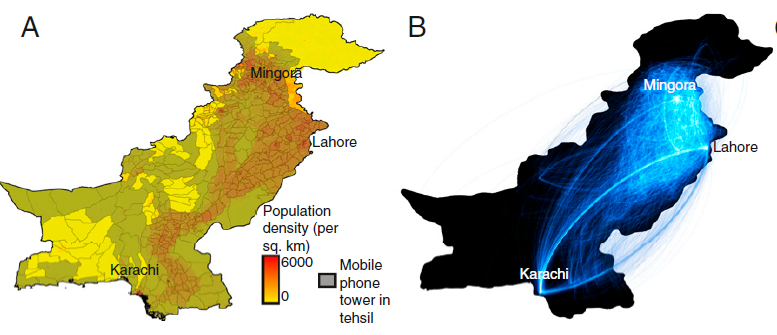 A
Mingora
Lahore
Population
density (per
sq. km)
6000
0
Mobile
phone
tower in
tehsil
Karachi
B
Mingora
Lahore
Karachi